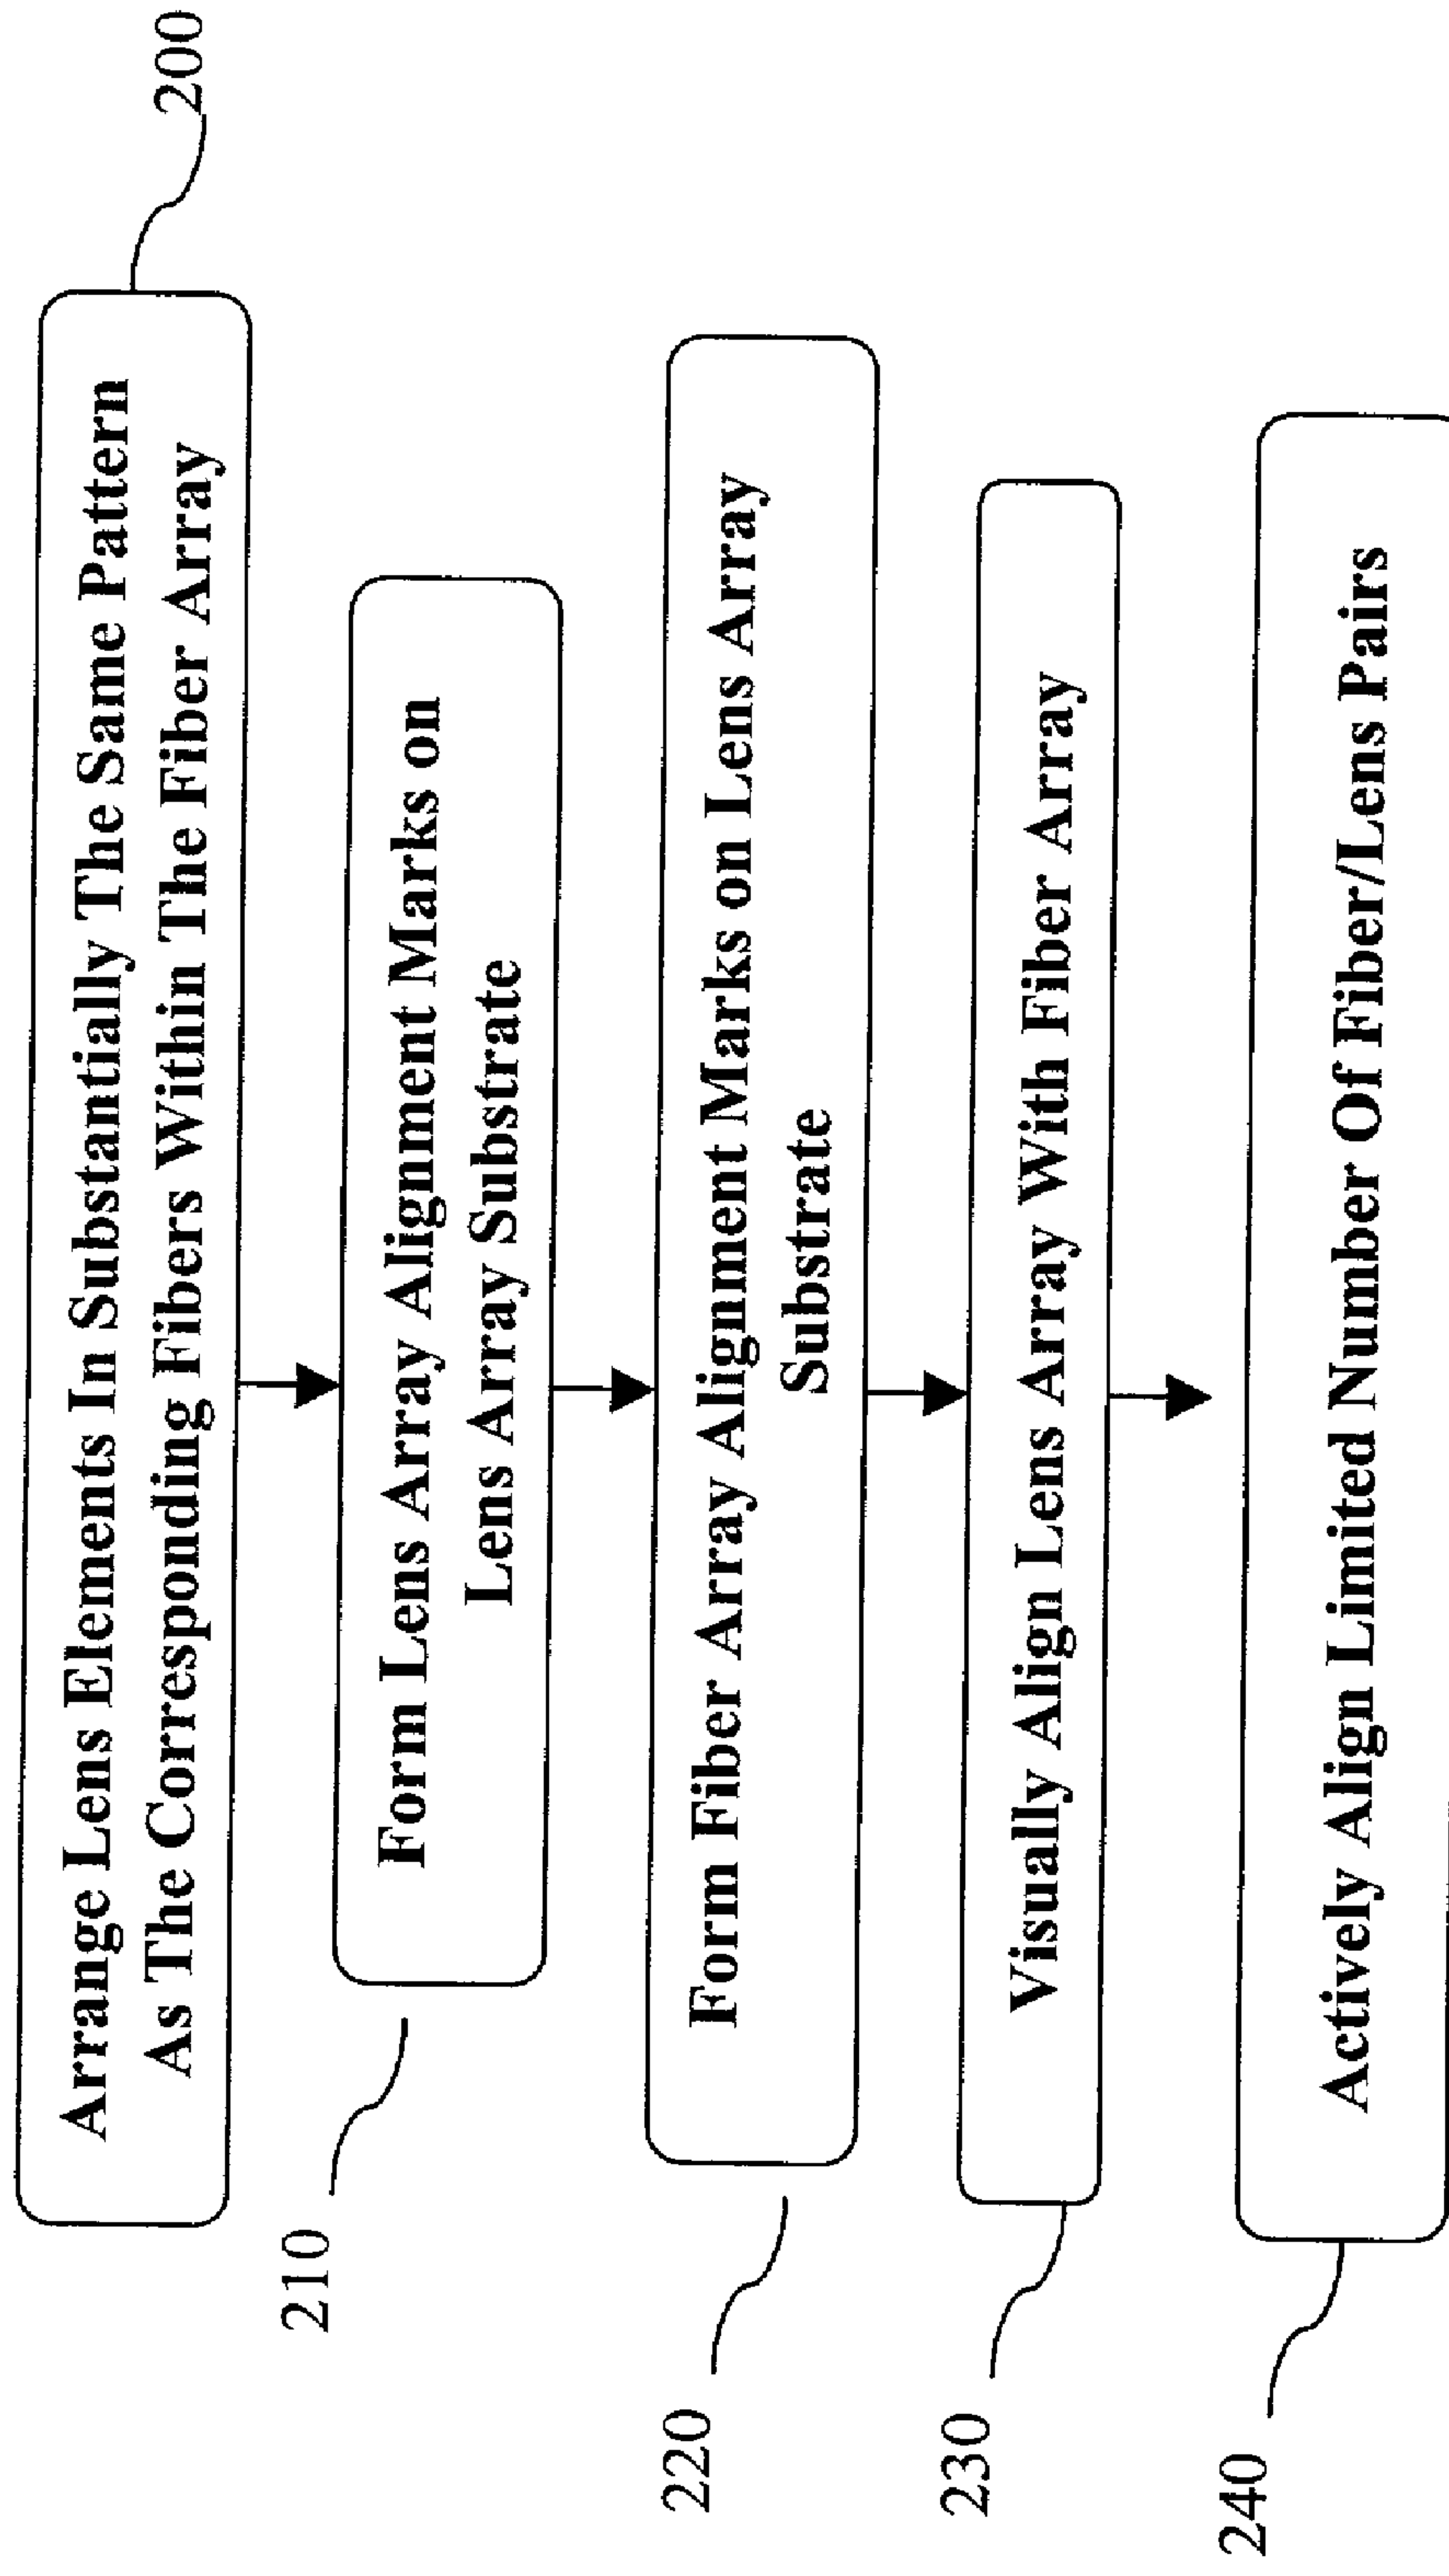 200
Arrange Lens Elements In Substantially The Same Pattern
As The Corresponding Fibers Within The Fiber Array
210
Form Lens Array Alignment Marks on
Lens Array Substrate
220
Form Fiber Array Alignment Marks on Lens Array
Substrate
230
Visually Align Lens Array With Fiber Array
240
Actively Align Limited Number Of Fiber/Lens Pairs